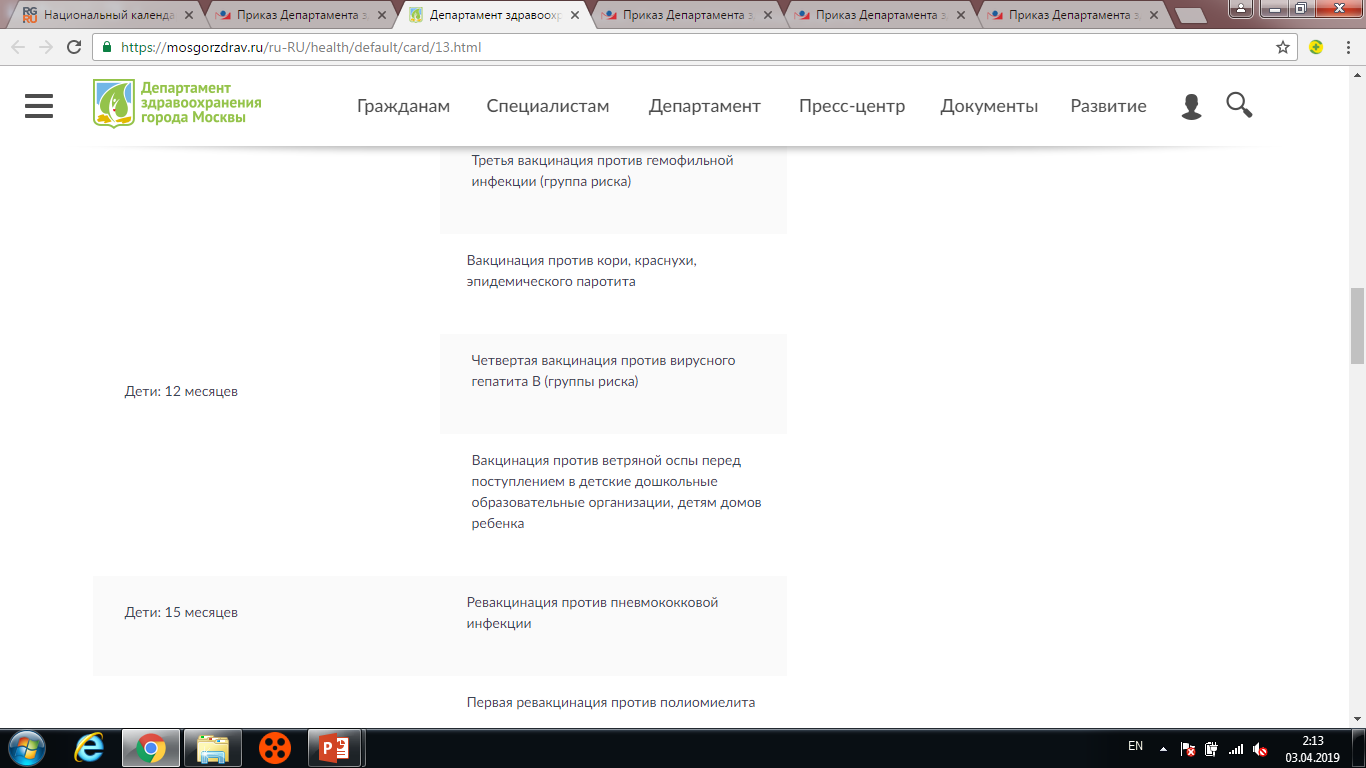 Национальный календа
Приказ Департамента з
Департамент здравоох
Приказ Департамента з
Приказ Департамента з
Приказ Департамента з
https://mosgorzdrav.ru/ru-RU/health/default/card/13.html
Департамент
здравоохранения
города Москвы
Гражданам
Специалистам
Департамент
Пресс-центр
Документы
Развитие
Третья вакцинация против гемофильной
инфекции (группа риска)
Вакцинация против кори, краснухи,
эпидемического паротита
Дети: 12 месяцев
Четвертая вакцинация против вирусного
гепатита В (группы риска)
Вакцинация против ветряной оспы перед
поступлением в детские дошкольные
образовательные организации, детям домов
ребенка
Дети: 15 месяцев
Ревакцинация против пневмококковой
инфекции
Первая ревакцинация против полиомиелита
EN
2:13
03.04.2019